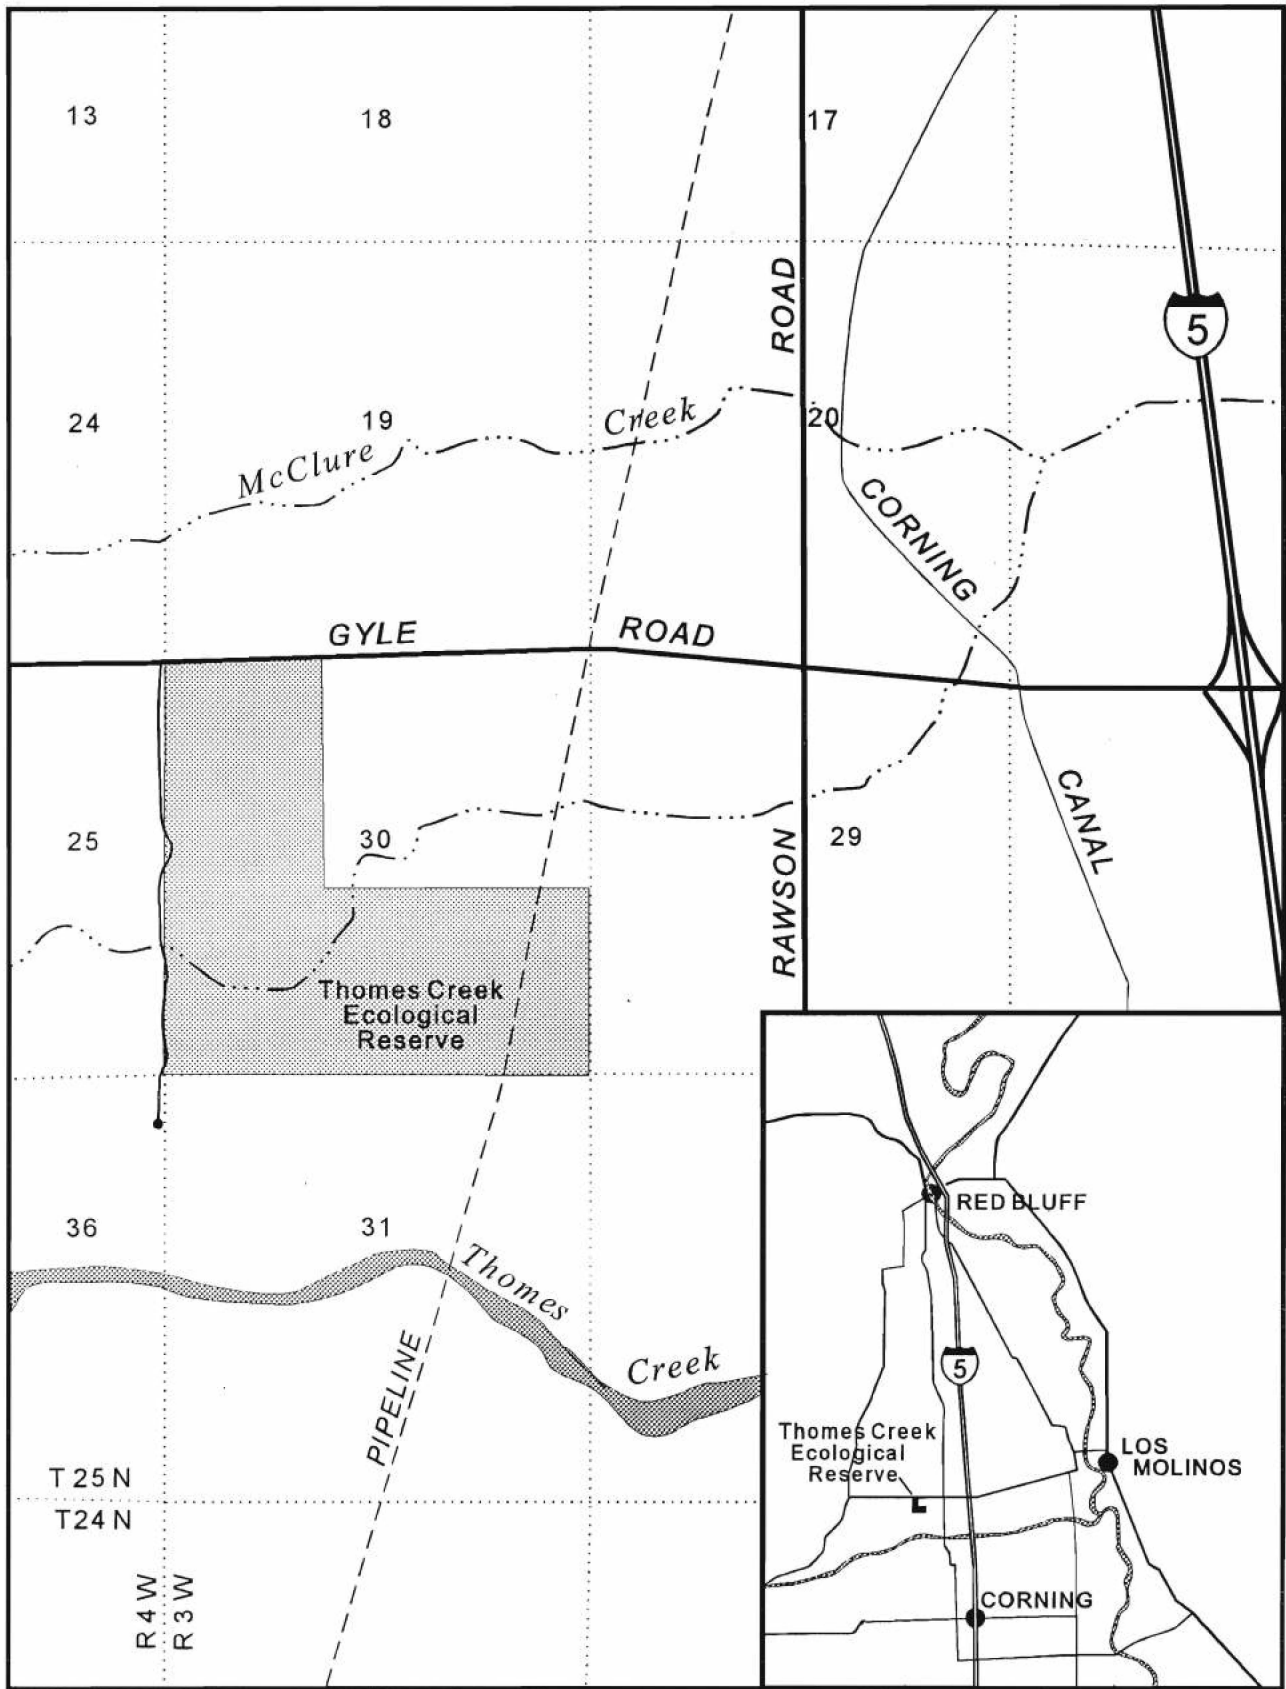 13
18
17
ROAD
5
24
19
McClure
Creek
20
CORNING
GYLE
ROAD
25
30
RAWSON
29
CANAL
Thomes Creek
Ecological
Reserve
36
31
Thomes
Creek
PIPELINE
T 25 N
T 24 N
R 4 W
R 3 W
RED BLUFF
5
Thomes Creek
Ecological
Reserve
LOS
MOLINOS
CORNING